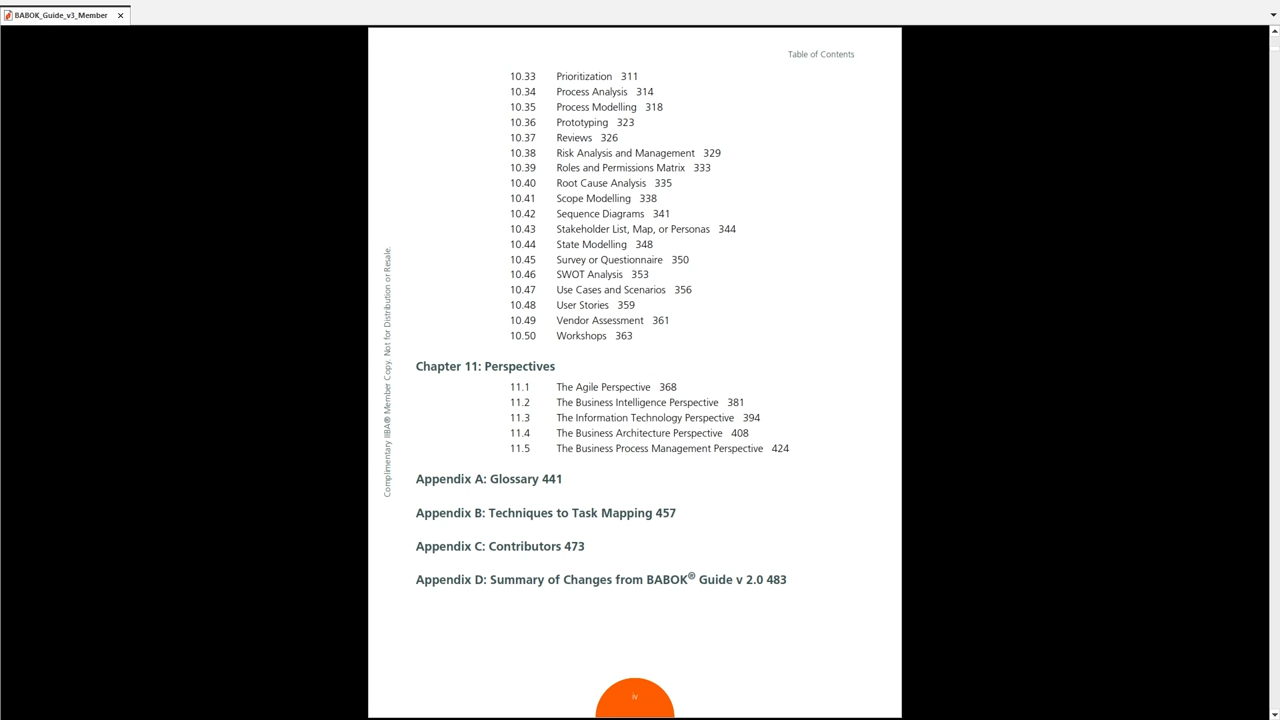 BABOK_Guide_v3_Member
Table of Contents
10.33 Prioritization 311
10.34 Process Analysis 314
10.35 Process Modelling 318
10.36 Prototyping 323
10.37 Reviews 326
10.38 Risk Analysis and Management 329
10.39 Roles and Permissions Matrix 333
10.40 Root Cause Analysis 335
10.41 Scope Modelling 338
10.42 Sequence Diagrams 341
10.43 Stakeholder List, Map, or Personas 344
10.44 State Modelling 348
10.45 Survey or Questionnaire 350
10.46 SWOT Analysis 353
10.47 Use Cases and Scenarios 356
10.48 User Stories 359
10.49 Vendor Assessment 361
10.50 Workshops 363
Chapter 11: Perspectives
11.1 The Agile Perspective 368
11.2 The Business Intelligence Perspective 381
11.3 The Information Technology Perspective 394
11.4 The Business Architecture Perspective 408
11.5 The Business Process Management Perspective 424
Appendix A: Glossary 441
Appendix B: Techniques to Task Mapping 457
Appendix C: Contributors 473
Appendix D: Summary of Changes from BABOK® Guide v 2.0 483
Complimentary IIBA® Member Copy. Not for Distribution or Resale.
iv